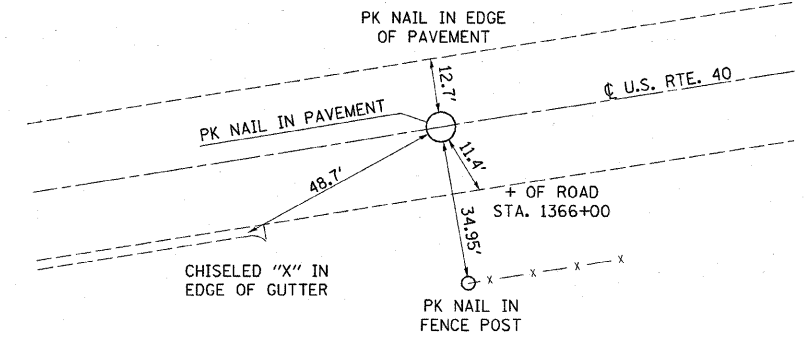 PK NAIL IN EDGE
OF PAVEMENT
12.7'
℄ U.S. RTE. 40
PK NAIL IN PAVEMENT
11.4'
48.7'
+ OF ROAD
STA. 1366+00
34.95'
CHISELED "X" IN
EDGE OF GUTTER
x x x x
PK NAIL IN
FENCE POST